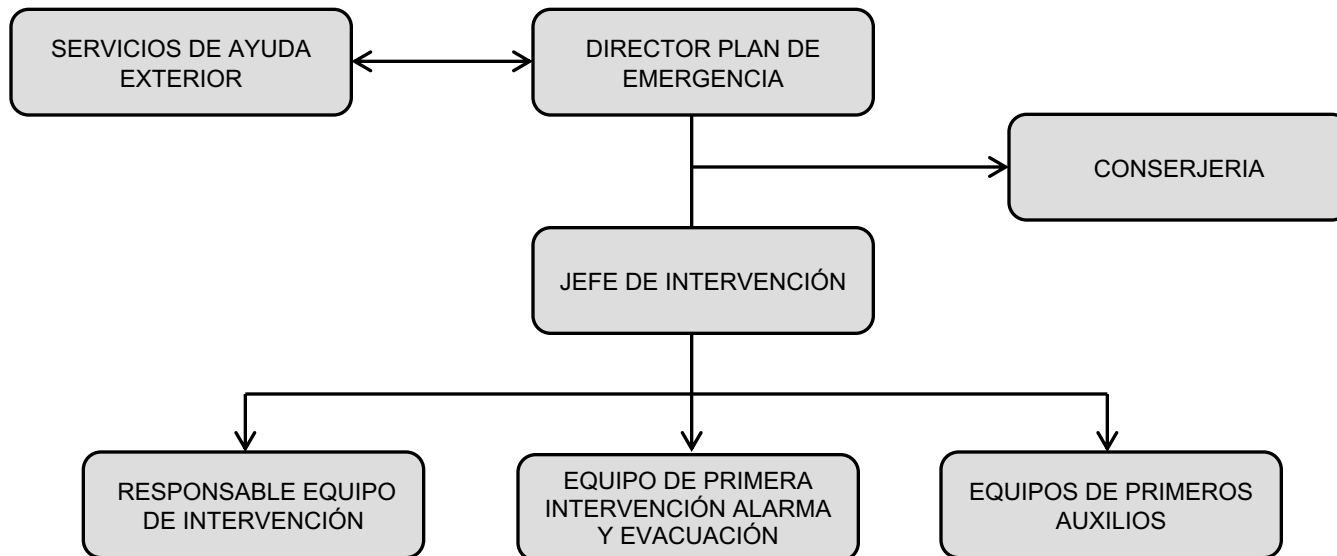 SERVICIOS DE AYUDA
EXTERIOR
DIRECTOR PLAN DE
EMERGENCIA
CONSERJERIA
JEFE DE INTERVENCIÓN
RESPONSABLE EQUIPO
DE INTERVENCIÓN
EQUIPO DE PRIMERA
INTERVENCIÓN ALARMA
Y EVACUACIÓN
EQUIPOS DE PRIMEROS
AUXILIOS